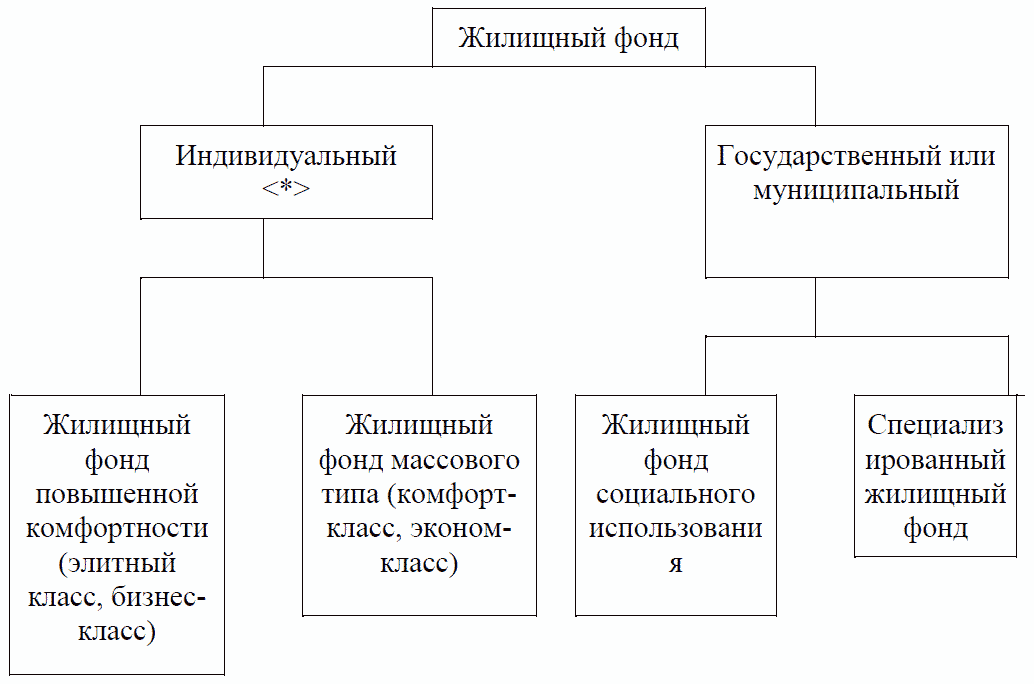 Жилищный фонд
Индивидуальный
<*>
Государственный или
муниципальный
Жилищный
фонд
повышенной
комфортности
(элитный
класс, бизнес-
класс)
Жилищный
фонд массового
типа (комфорт-
класс, эконом-
класс)
Жилищный
фонд
социального
использовани
я
Специализ
ированный
жилищный
фонд